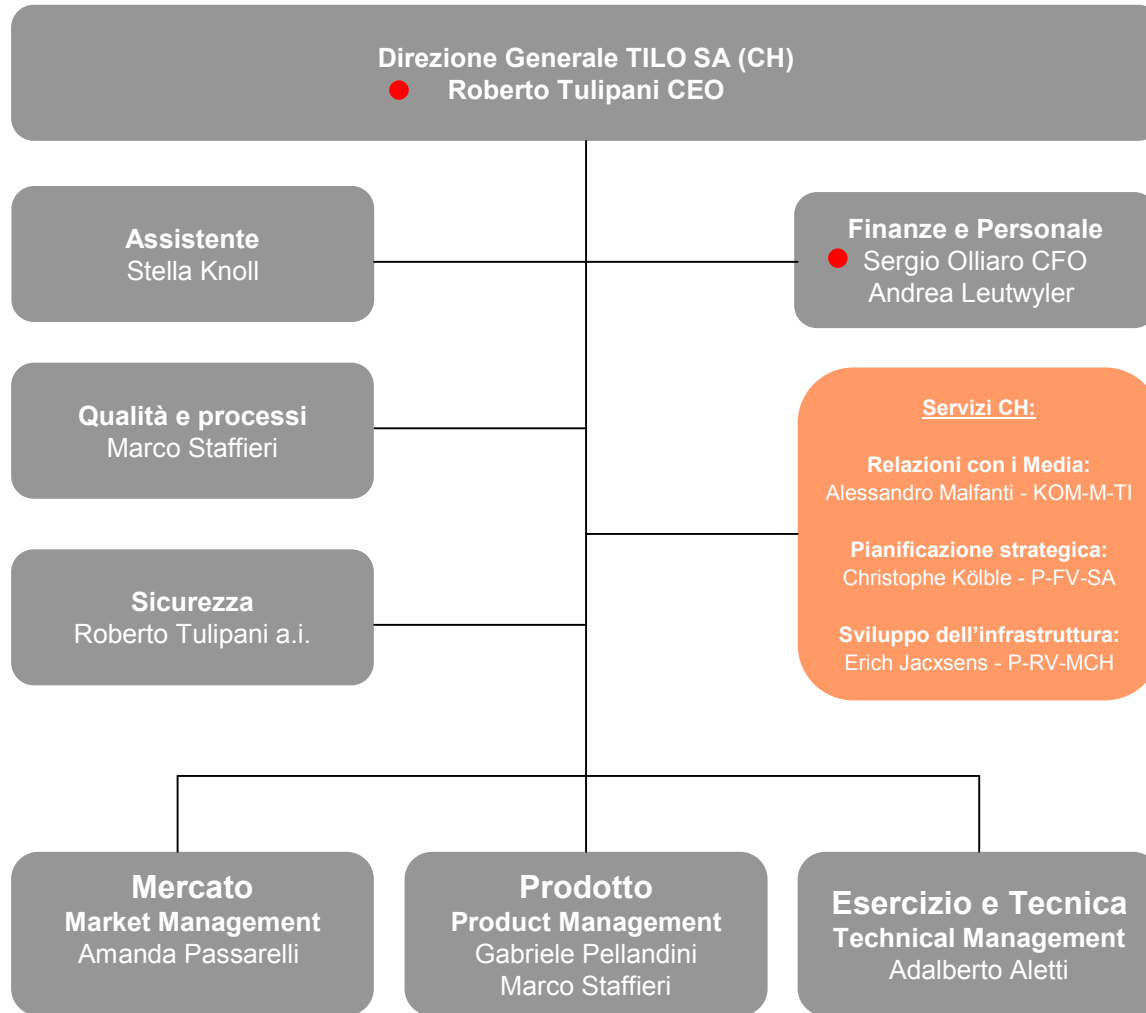 Direzione Generale TILO SA (CH)
Roberto Tulipani CEO
Assistente
Stella Knoll
Finanze e Personale
Sergio Olliaro CFO
Andrea Leutwyler
Qualità e processi
Marco Staffieri
Servizi CH:
Relazioni con i Media:
Alessandro Malfanti - KOM-M-TI
Pianificazione strategica:
Christophe Kölble - P-FV-SA
Sviluppo dell’infrastruttura:
Erich Jacxsens - P-RV-MCH
Sicurezza
Roberto Tulipani a.i.
Mercato
Market Management
Amanda Passarelli
Prodotto
Product Management
Gabriele Pellandini
Marco Staffieri
Esercizio e Tecnica
Technical Management
Adalberto Aletti